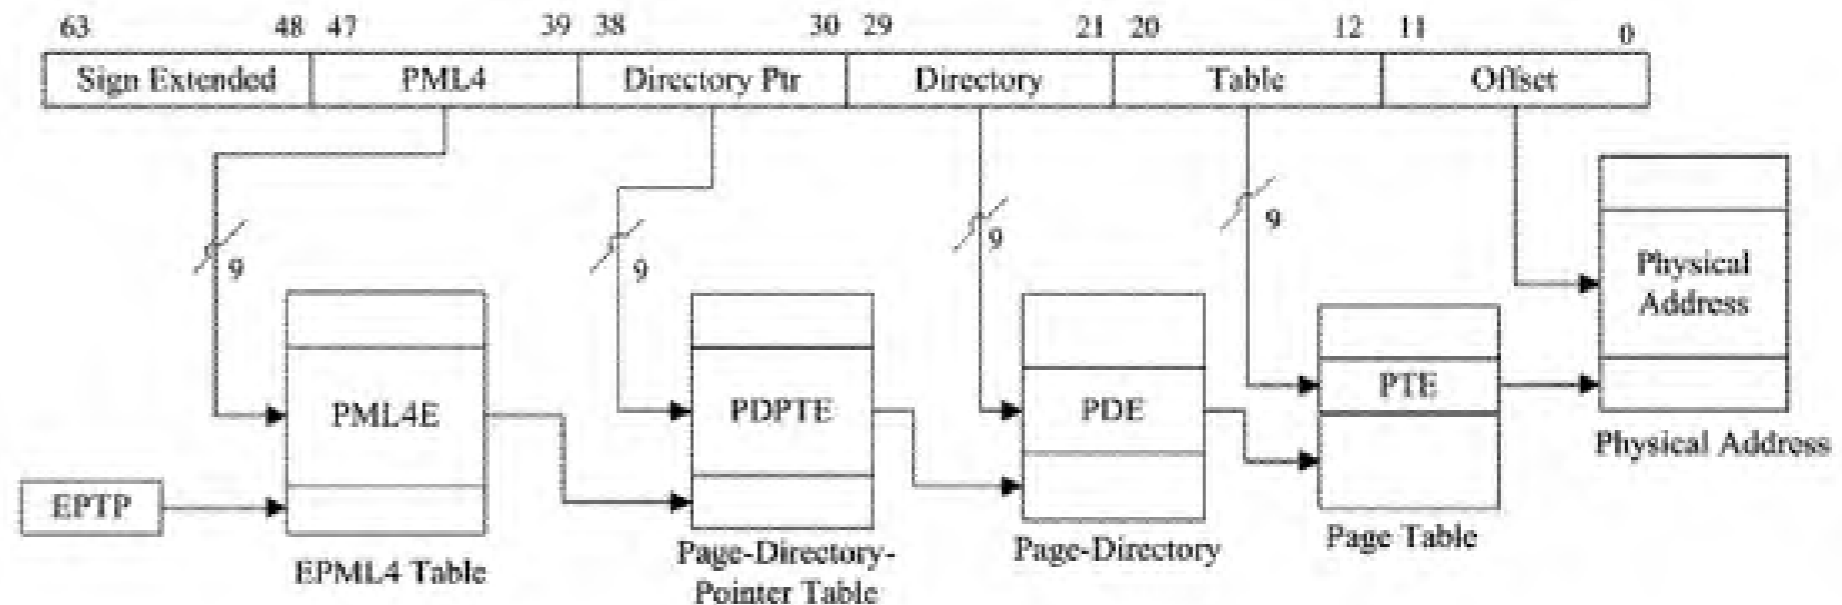 63 48 47 39 38 30 29 21 20 12 11 0
Sign Extended PML4 Directory Ptr Directory Table Offset
9
9
9
9
Physical
Address
PML4E
PDPTE
PDE
PTE
Physical Address
EPTP
EPML4 Table
Page-Directory-
Pointer Table
Page-Directory
Page Table